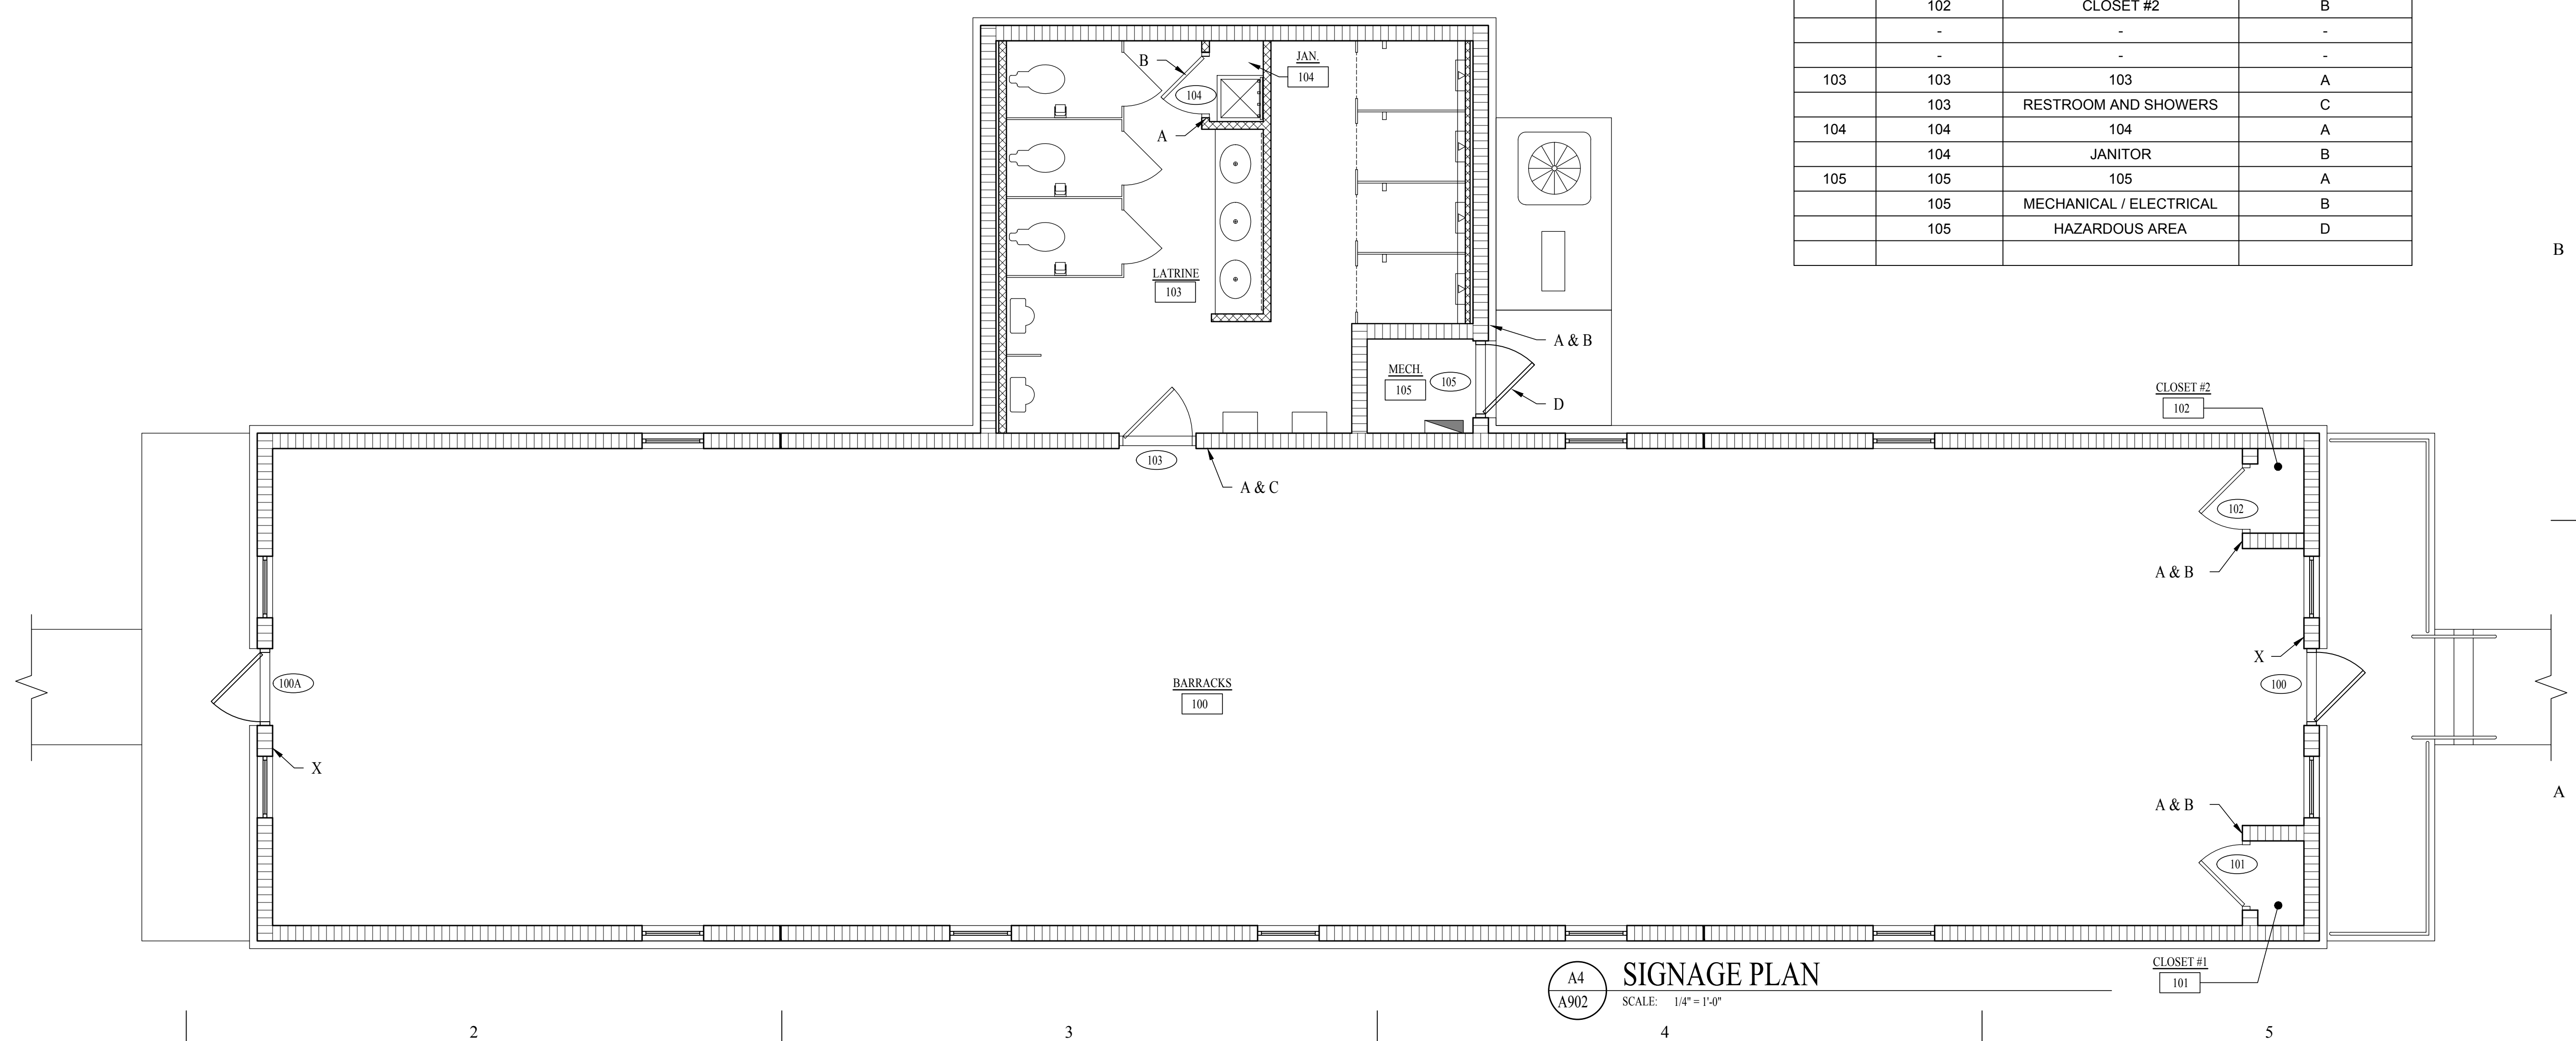 102 CLOSET #2 B
- - -
- - -
103 103 103 A
103 RESTROOM AND SHOWERS C
104 104 104 A
104 JANITOR B
105 105 105 A
105 MECHANICAL / ELECTRICAL B
105 HAZARDOUS AREA D
B
JAN.
104
B
104
A
LATRINE
103
A & B
MECH.
105
105
D
CLOSET #2
102
103
A & C
102
A & B
X
100A
BARRACKS
100
100
X
A
A & B
101
CLOSET #1
101
A4
A902
SIGNAGE PLAN
SCALE: 1/4" = 1'-0"
2
3
4
5